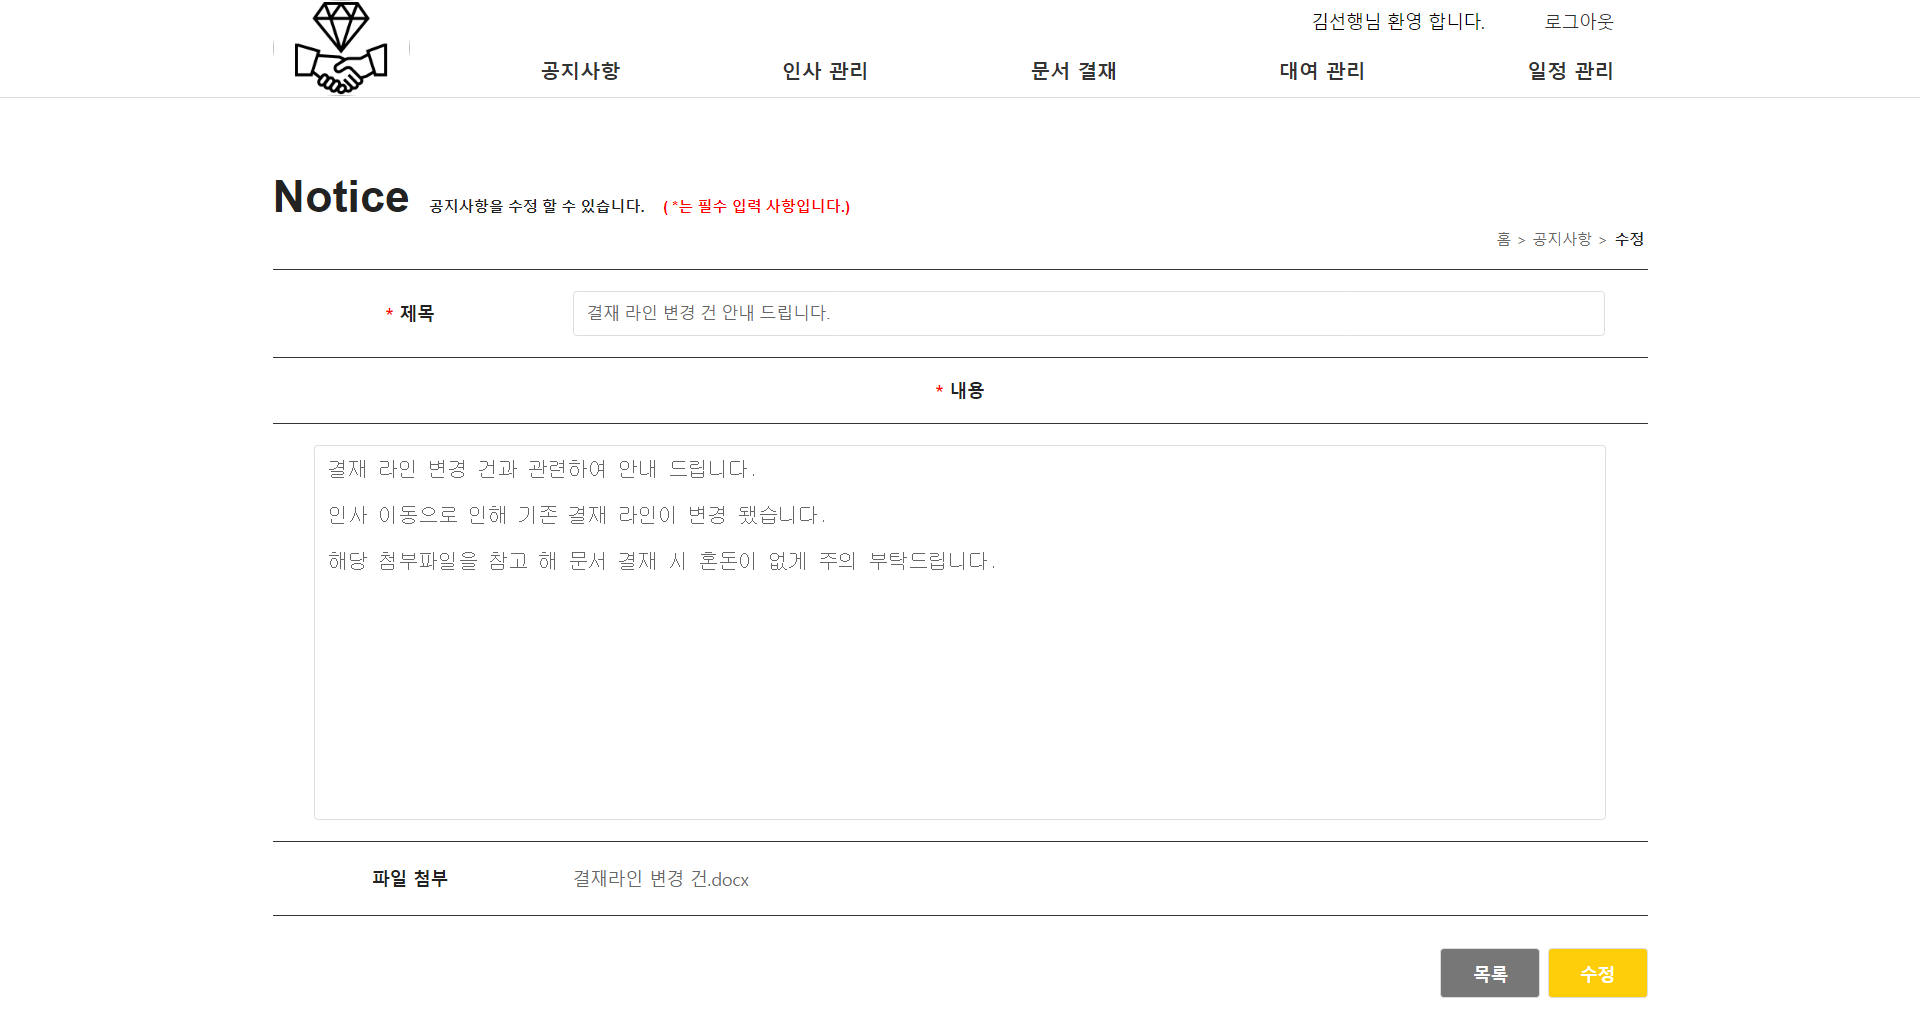 김선행님 환영 합니다. 로그아웃
공지사항 인사 관리 문서 결재 대여 관리 일정 관리
Notice 공지사항을 수정 할 수 있습니다. ( *는 필수 입력 사항입니다.)
홈 > 공지사항 > 수정
* 제목 결재 라인 변경 건 안내 드립니다.
* 내용
결재 라인 변경 건과 관련하여 안내 드립니다.
인사 이동으로 인해 기존 결재 라인이 변경 됐습니다.
해당 첨부파일을 참고 해 문서 결재 시 혼돈이 없게 주의 부탁드립니다.
파일 첨부 결재라인 변경 건.docx
목록 수정